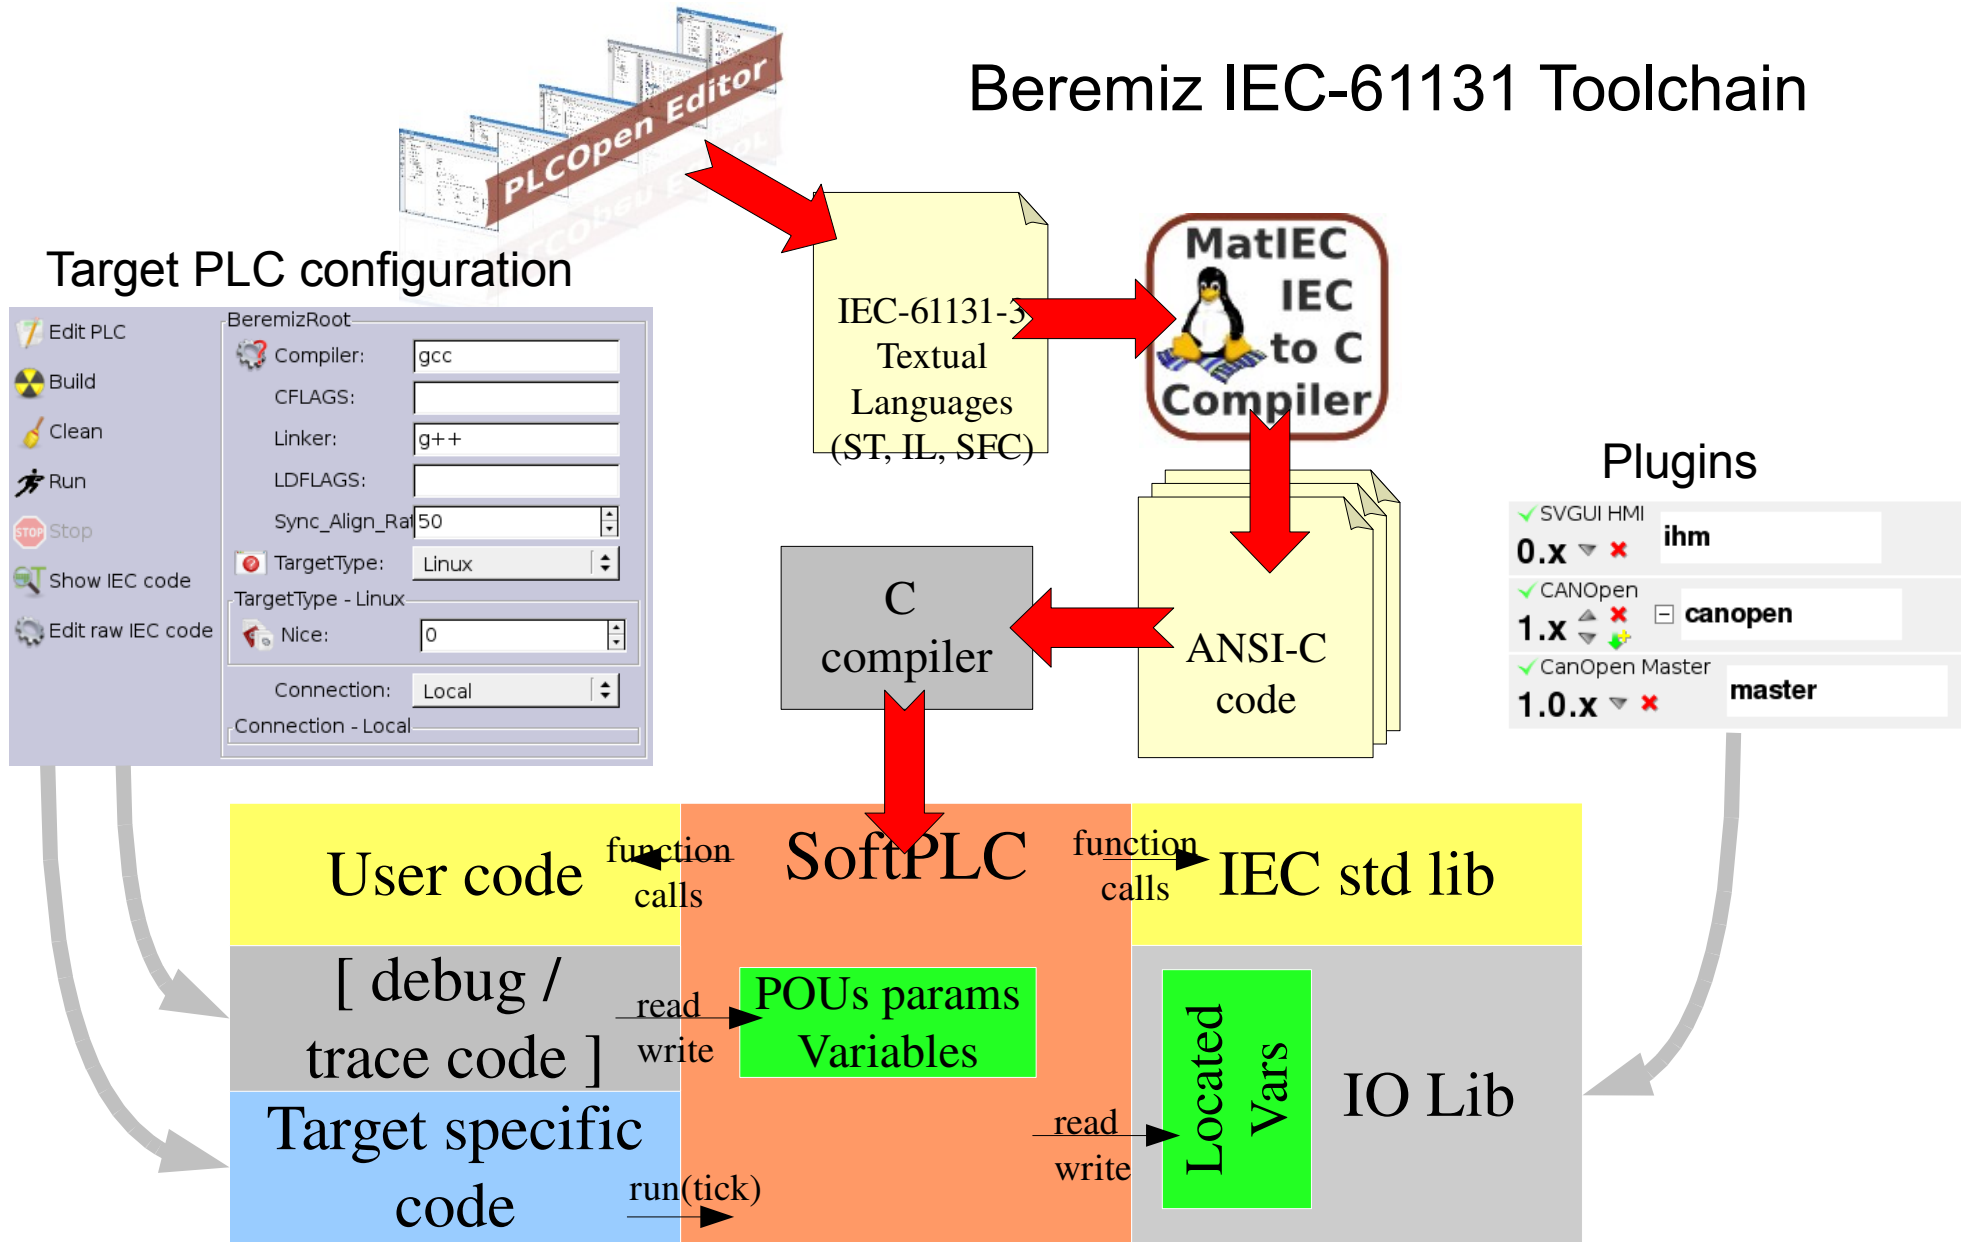 PLCOpen Editor
Beremiz IEC-61131 Toolchain
Target PLC configuration
Edit PLC
Build
Clean
Run
STOP
Stop
Show IEC code
Edit raw IEC code
BeremizRoot
Compiler: gcc
CFLAGS:
Linker: g++
LDFLAGS:
Sync_Align_Rat 50
TargetType: Linux
TargetType - Linux
Nice: 0
Connection: Local
Connection - Local
IEC-61131-3
Textual
Languages
(ST, IL, SFC)
MatIEC
IEC
to C
Compiler
ANSI-C
code
C
compiler
Plugins
SVGUI HMI
0.x ihm
CANOpen
1.x canopen
CanOpen Master
1.0.x master
User code
function
calls
SoftPLC
function
calls
IEC std lib
[ debug /
trace code ]
read
write
POUs params
Variables
Located
Vars
IO Lib
read
write
Target specific
code
run(tick)